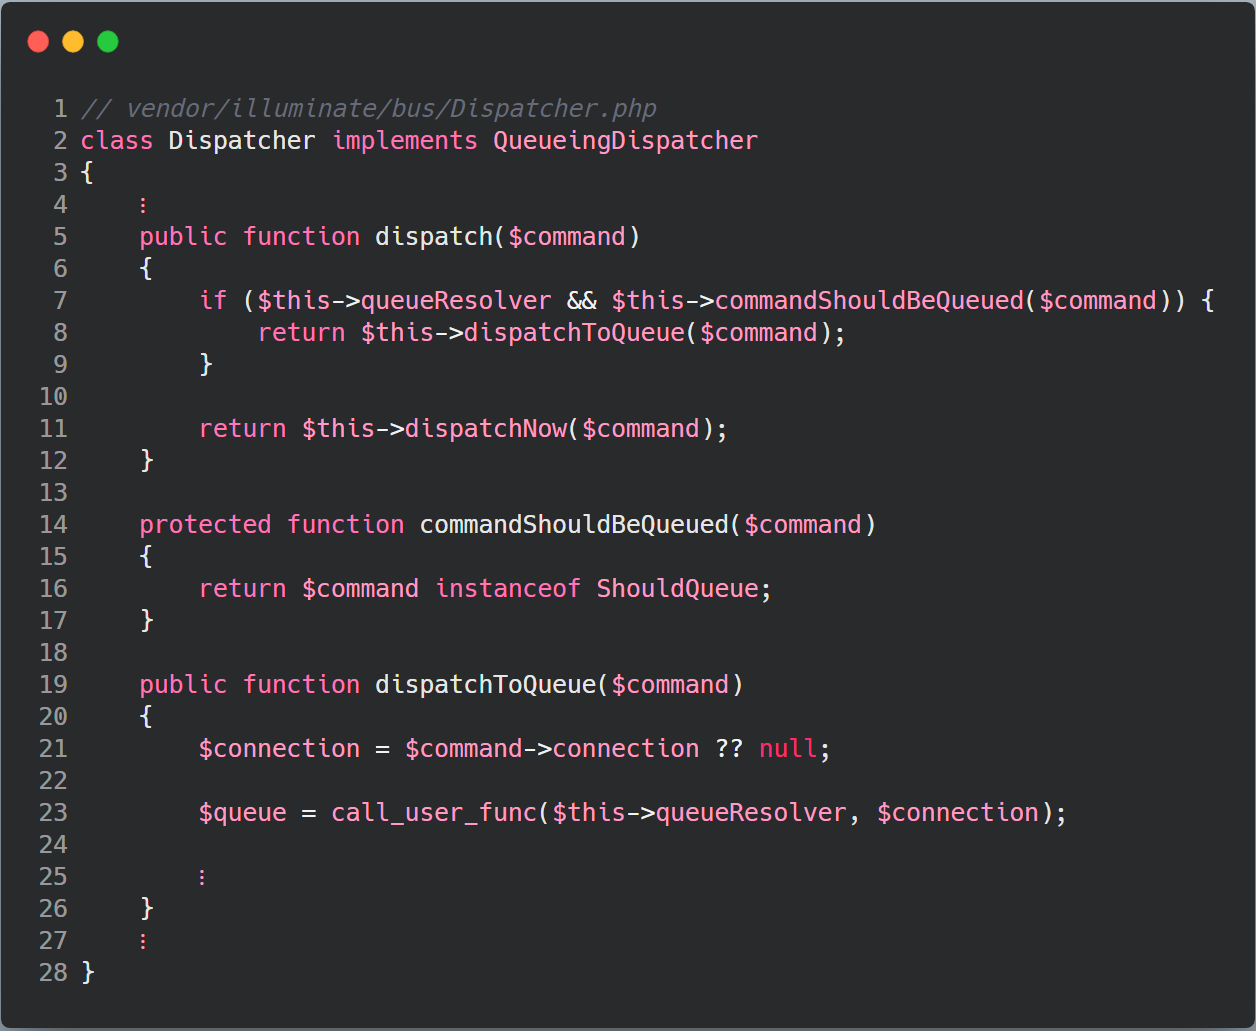 1 // vendor/illuminate/bus/Dispatcher.php
2 class Dispatcher implements QueueingDispatcher
3 {
4     ⋮
5     public function dispatch($command)
6     {
7         if ($this->queueResolver && $this->commandShouldBeQueued($command)) {
8             return $this->dispatchToQueue($command);
9         }
10
11         return $this->dispatchNow($command);
12     }
13
14     protected function commandShouldBeQueued($command)
15     {
16         return $command instanceof ShouldQueue;
17     }
18
19     public function dispatchToQueue($command)
20     {
21         $connection = $command->connection ?? null;
22
23         $queue = call_user_func($this->queueResolver, $connection);
24
25         ⋮
26     }
27     ⋮
28 }